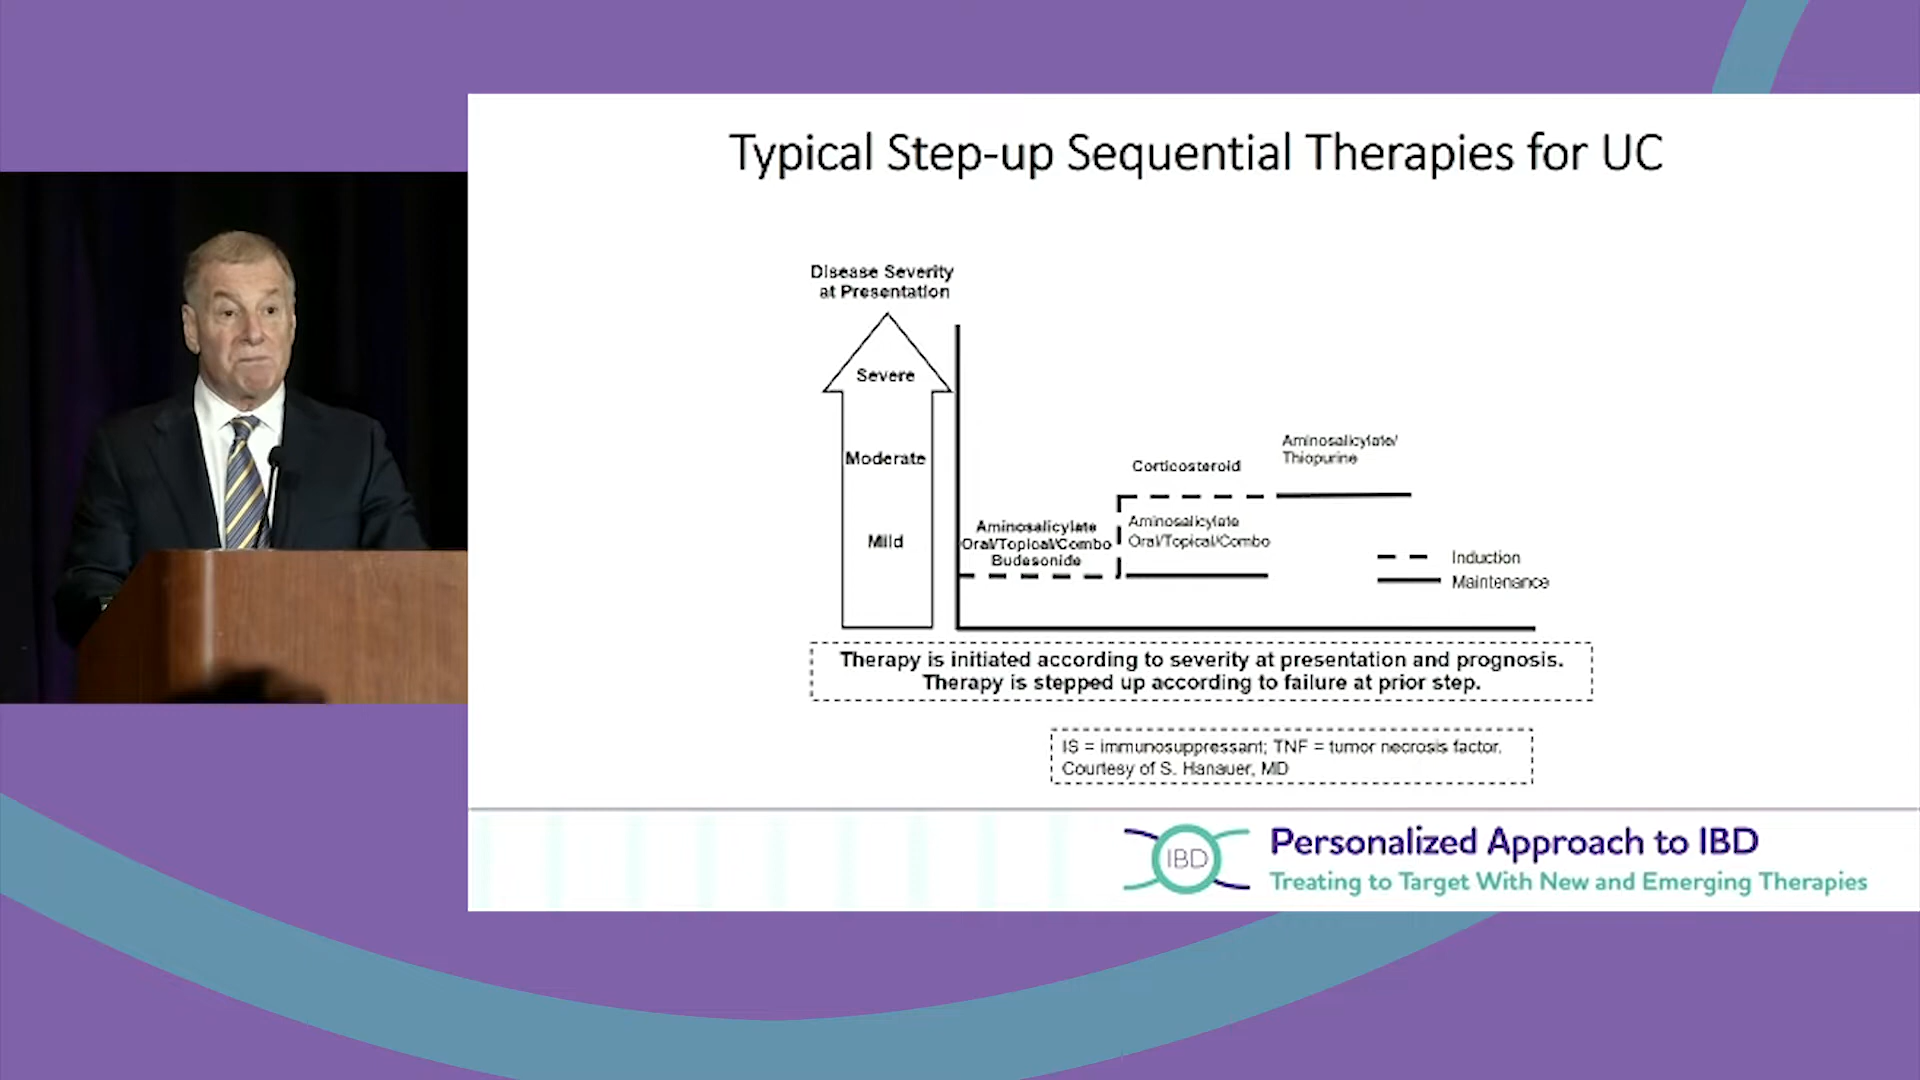 Typical Step-up Sequential Therapies for UC
Disease Severity
at Presentation
Severe
Moderate
Mild
Aminosalicylate
Oral/Topical/Combo
Budesonide
Corticosteroid
Aminosalicylate
Oral/Topical/Combo
Aminosalicylate/
Thiopurine
Induction
Maintenance
Therapy is initiated according to severity at presentation and prognosis.
Therapy is stepped up according to failure at prior step.
IS = immunosuppressant; TNF = tumor necrosis factor.
Courtesy of S. Hanauer, MD
IBD
Personalized Approach to IBD
Treating to Target With New and Emerging Therapies